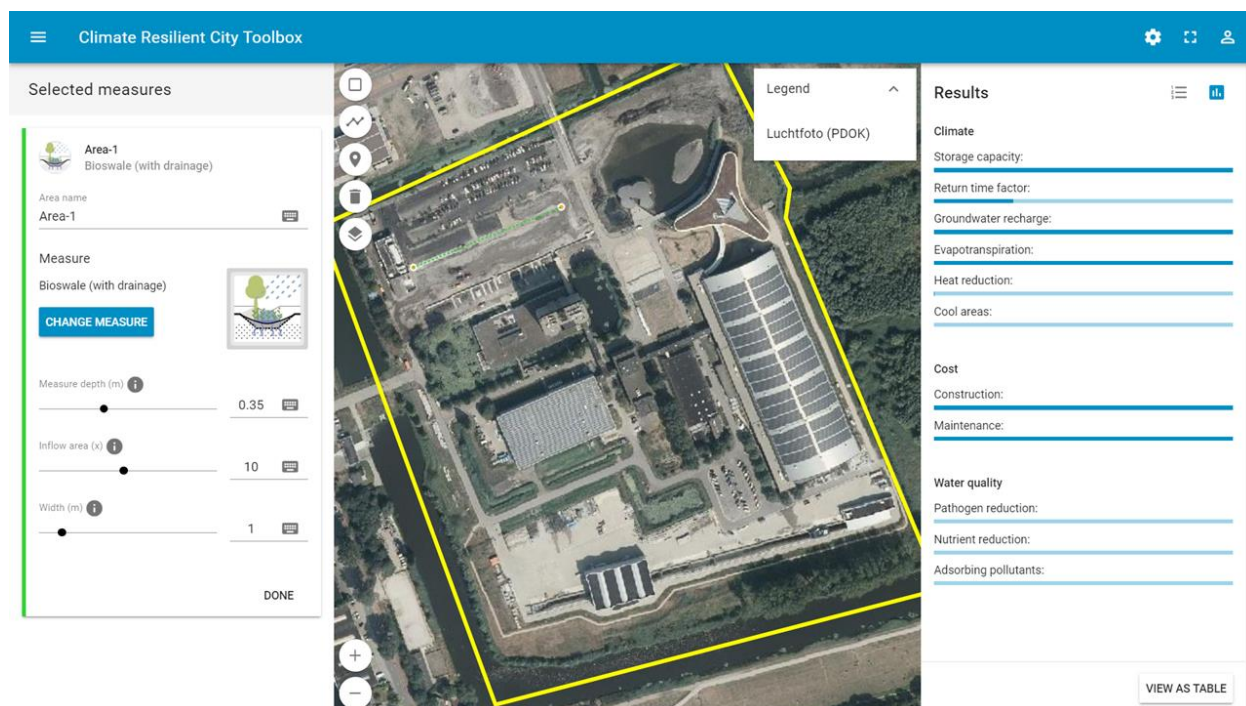 Climate Resilient City Toolbox
Selected measures
Area-1
Bioswale (with drainage)
Area name
Area-1
Measure
Bioswale (with drainage)
CHANGE MEASURE
Measure depth (m)
0.35
Inflow area (x)
10
Width (m)
1
DONE
Legend
Luchtfoto (PDOK)
Results
Climate
Storage capacity:
Return time factor:
Groundwater recharge:
Evapotranspiration:
Heat reduction:
Cool areas:
Cost
Construction:
Maintenance:
Water quality
Pathogen reduction:
Nutrient reduction:
Adsorbing pollutants:
VIEW AS TABLE